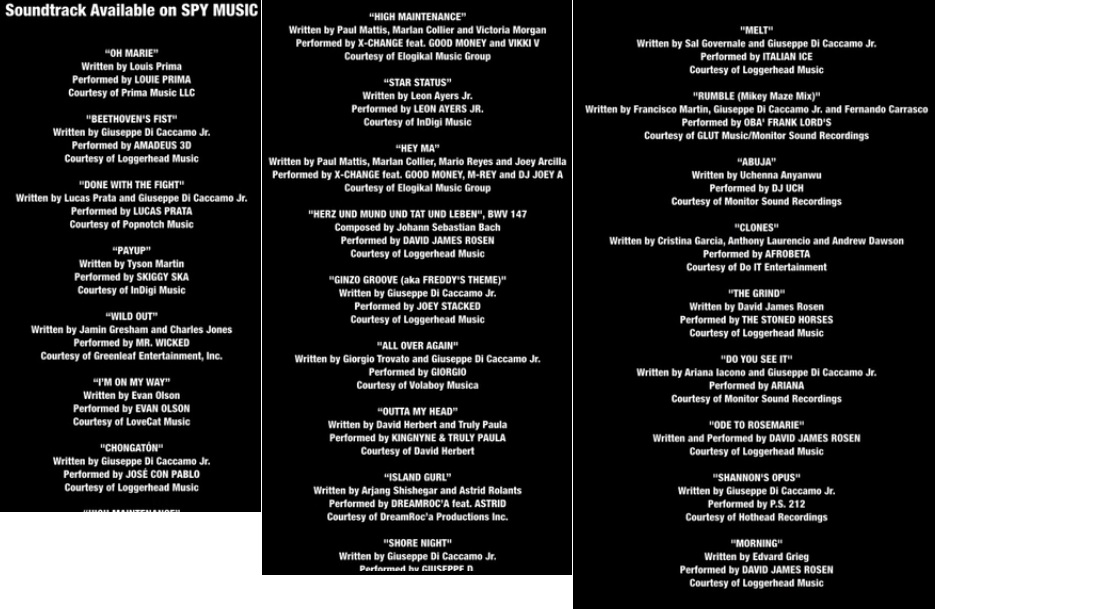 Soundtrack Available on SPY MUSIC
“OH MARIE”
Written by Louis Prima
Performed by LOUIE PRIMA
Courtesy of Prima Music LLC
“BEETHOVEN'S FIST”
Written by Giuseppe Di Caccamo Jr.
Performed by AMADEUS 3D
Courtesy of Loggerhead Music
"DONE WITH THE FIGHT"
Written by Lucas Prata and Giuseppe Di Caccamo Jr.
Performed by LUCAS PRATA
Courtesy of Popnotch Music
“PAYUP”
Written by Tyson Martin
Performed by SKIGGY SKA
Courtesy of InDigi Music
“WILD OUT”
Written by Jamin Gresham and Charles Jones
Performed by MR. WICKED
Courtesy of Greenleaf Entertainment, Inc.
“I'M ON MY WAY”
Written by Evan Olson
Performed by EVAN OLSON
Courtesy of LoveCat Music
"CHONGATÓN"
Written by Giuseppe Di Caccamo Jr.
Performed by JOSÉ CON PABLO
Courtesy of Loggerhead Music
“HIGH MAINTENANCE”
“HIGH MAINTENANCE”
Written by Paul Mattis, Marlan Collier and Victoria Morgan
Performed by X-CHANGE feat. GOOD MONEY and VIKKI V
Courtesy of Elogikal Music Group
“STAR STATUS”
Written by Leon Ayers Jr.
Performed by LEON AYERS JR.
Courtesy of InDigi Music
“HEY MA”
Written by Paul Mattis, Marlan Collier, Mario Reyes and Joey Arcilla
Performed by X-CHANGE feat. GOOD MONEY, M-REY and DJ JOEY A
Courtesy of Elogikal Music Group
"HERZ UND MUND UND TAT UND LEBEN", BWV 147
Composed by Johann Sebastian Bach
Performed by DAVID JAMES ROSEN
Courtesy of Loggerhead Music
"GINZO GROOVE (aka FREDDY'S THEME)"
Written by Giuseppe Di Caccamo Jr.
Performed by JOEY STACKED
Courtesy of Loggerhead Music
“ALL OVER AGAIN”
Written by Giorgio Trovato and Giuseppe Di Caccamo Jr.
Performed by GIORGIO
Courtesy of Volaboy Musica
“OUTTA MY HEAD”
Written by David Herbert and Truly Paula
Performed by KINGNYNE & TRULY PAULA
Courtesy of David Herbert
“ISLAND GURL”
Written by Arjang Shishegar and Astrid Rolants
Performed by DREAMROC'A feat. ASTRID
Courtesy of DreamRoc'a Productions Inc.
“SHORE NIGHT"
Written by Giuseppe Di Caccamo Jr.
Performed by GIUSEPPE D.
"MELT"
Written by Sal Governale and Giuseppe Di Caccamo Jr.
Performed by ITALIAN ICE
Courtesy of Loggerhead Music
"RUMBLE (Mikey Maze Mix)"
Written by Francisco Martin, Giuseppe Di Caccamo Jr. and Fernando Carrasco
Performed by OBA' FRANK LORD'S
Courtesy of GLUT Music/Monitor Sound Recordings
"ABUJA"
Written by Uchenna Anyanwu
Performed by DJ UCH
Courtesy of Monitor Sound Recordings
"CLONES"
Written by Cristina Garcia, Anthony Laurencio and Andrew Dawson
Performed by AFROBETA
Courtesy of Do IT Entertainment
"THE GRIND"
Written by David James Rosen
Performed by THE STONED HORSES
Courtesy of Loggerhead Music
"DO YOU SEE IT"
Written by Ariana Iacono and Giuseppe Di Caccamo Jr.
Performed by ARIANA
Courtesy of Monitor Sound Recordings
"ODE TO ROSEMARIE"
Written and Performed by DAVID JAMES ROSEN
Courtesy of Loggerhead Music
"SHANNON'S OPUS"
Written by Giuseppe Di Caccamo Jr.
Performed by P.S. 212
Courtesy of Hothead Recordings
"MORNING"
Written by Edvard Grieg
Performed by DAVID JAMES ROSEN
Courtesy of Loggerhead Music